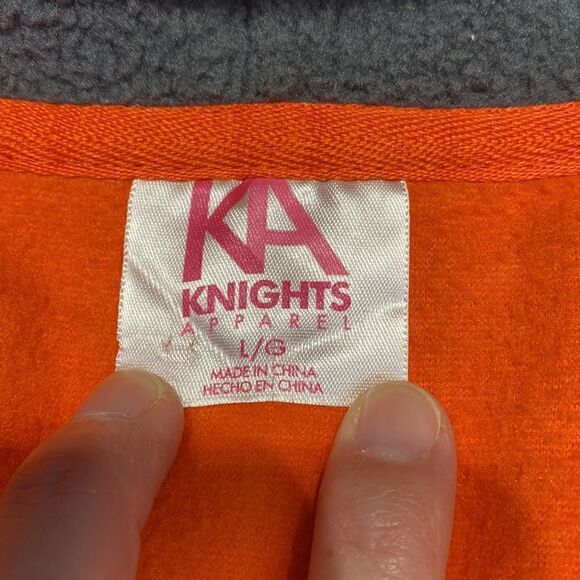 KA
KNIGHTS
APPAREL
L/G
MADE IN CHINA
HECHO EN CHINA